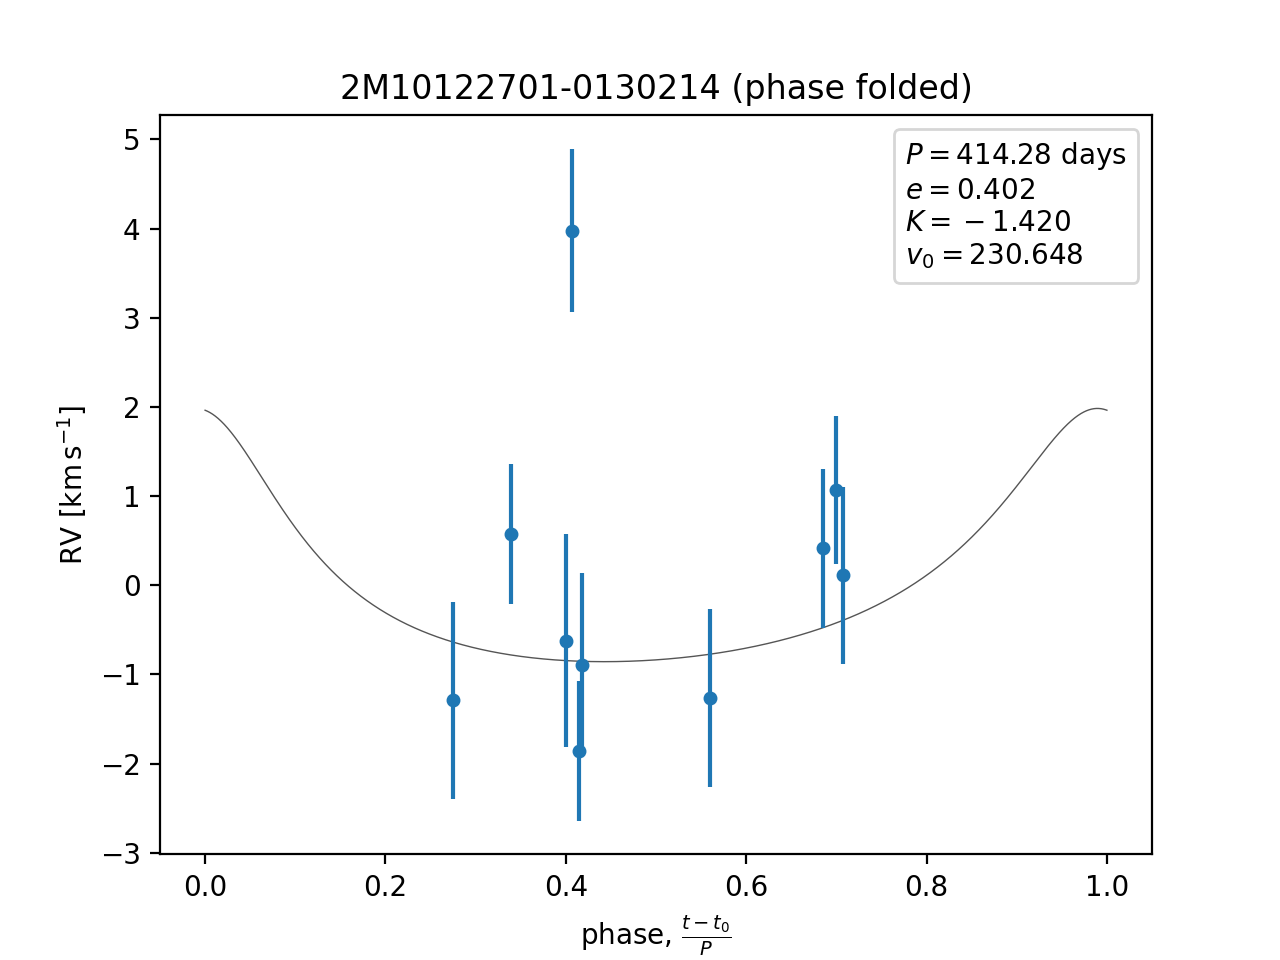 2M10122701-0130214 (phase folded)
P = 414.28 days
e = 0.402
K = −1.420
v₀ = 230.648
5
4
3
2
1
0
−1
−2
−3
RV [km s⁻¹]
0.0 0.2 0.4 0.6 0.8 1.0
phase, (t − t₀)/P